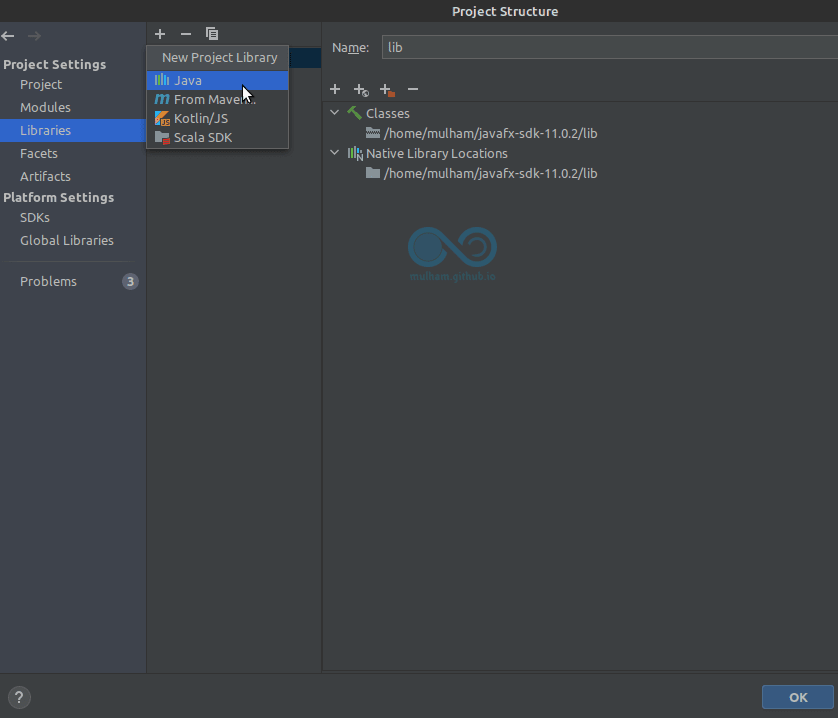 Project Structure
Project Settings
Project
Modules
Libraries
Facets
Artifacts
Platform Settings
SDKs
Global Libraries
Problems
3
New Project Library
Java
From Maven...
Kotlin/JS
Scala SDK
Name:
lib
Classes
/home/mulham/javafx-sdk-11.0.2/lib
Native Library Locations
/home/mulham/javafx-sdk-11.0.2/lib
mulham.github.io
?
OK